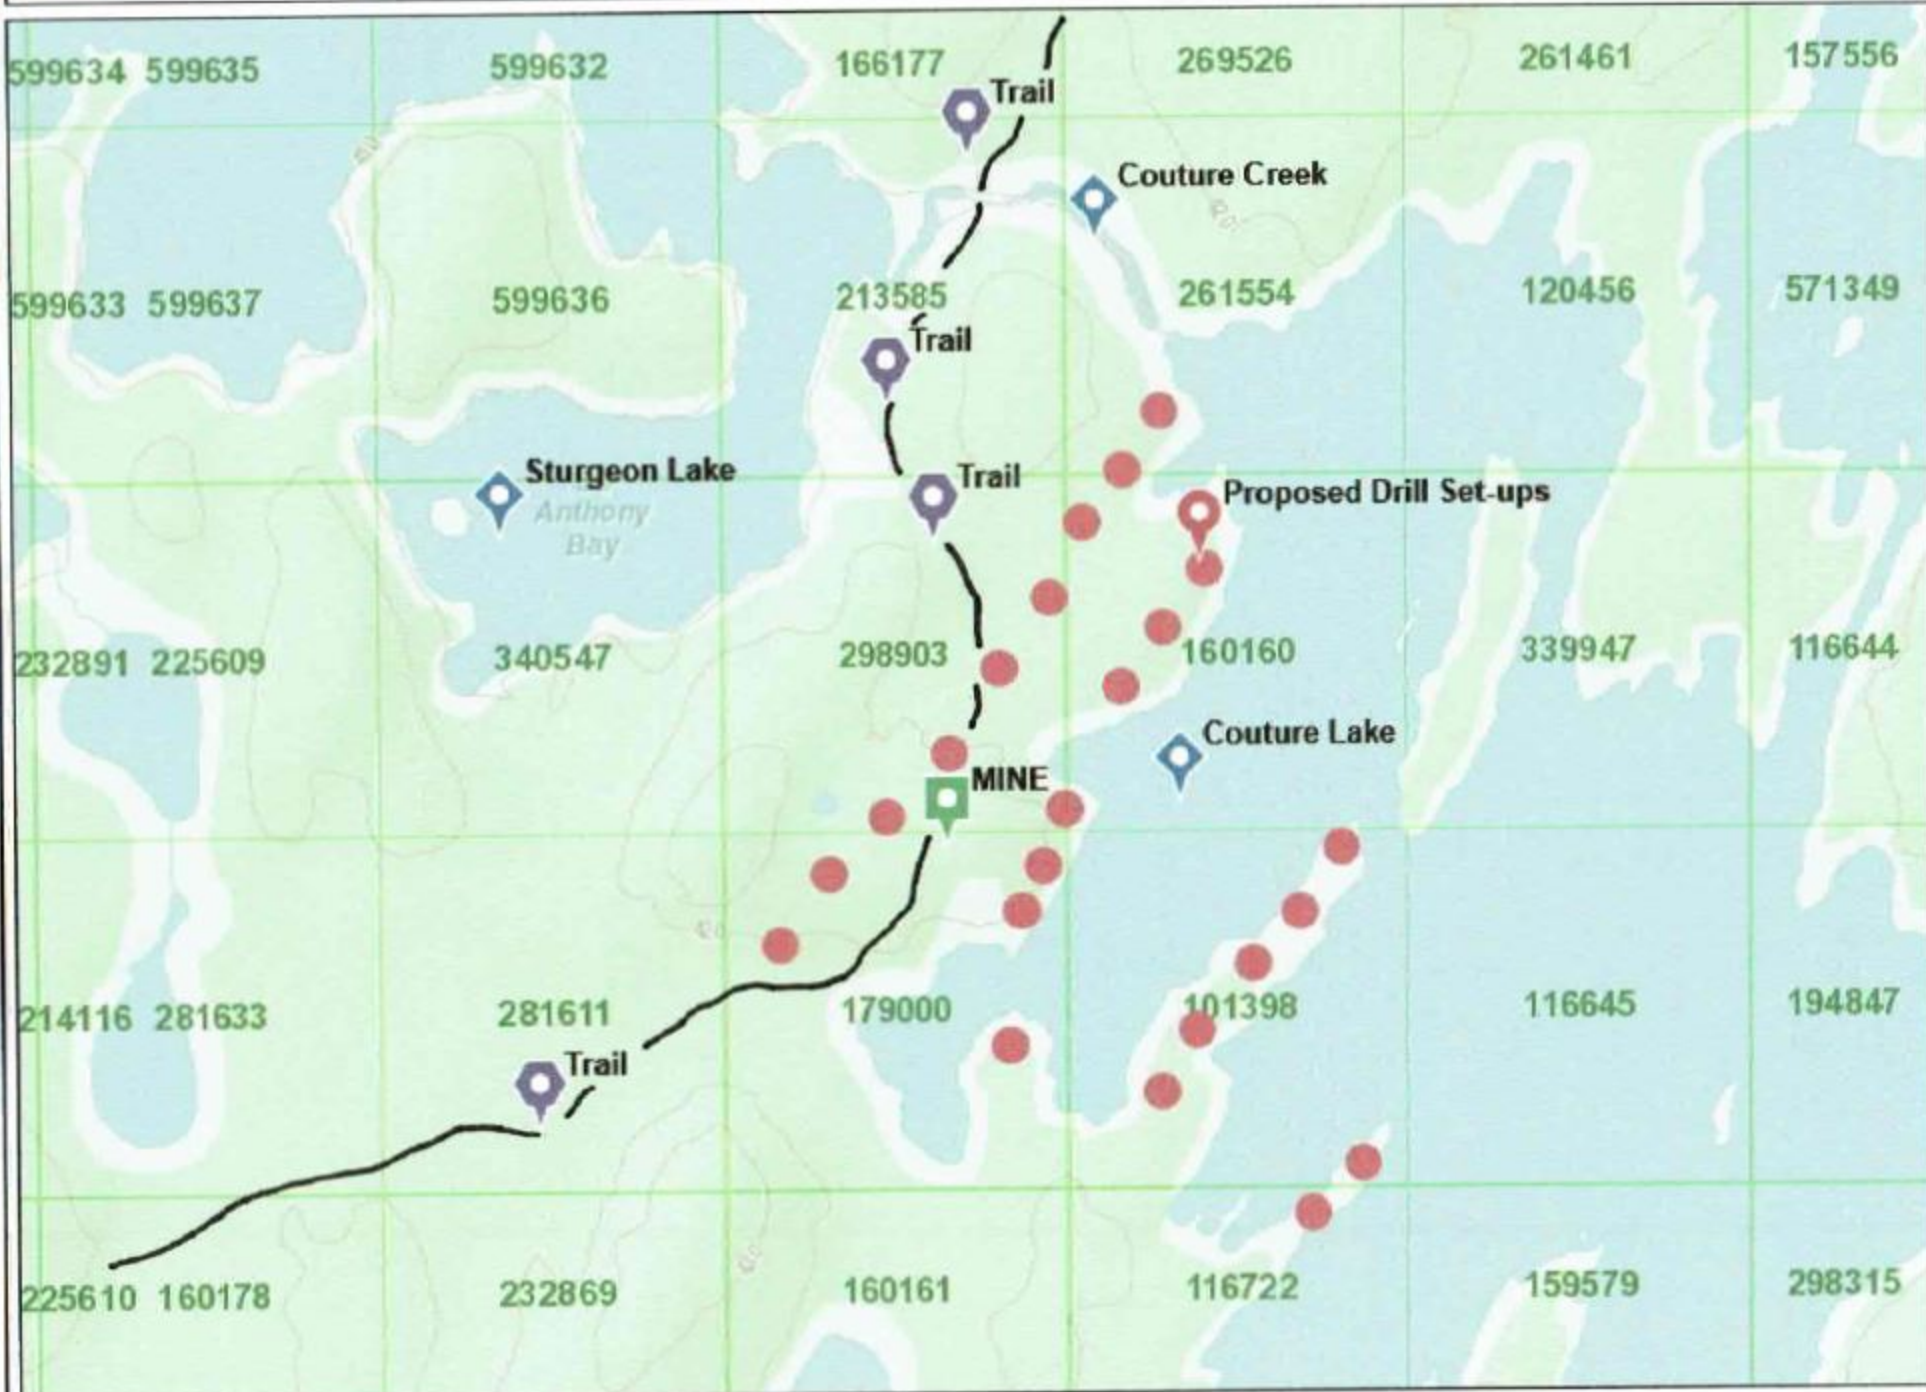 599634 599635 599632 166177 269526 261461 157556
Trail
Couture Creek
599633 599637 599636 213585 261554 120456 571349
Trail
Sturgeon Lake Trail Proposed Drill Set-ups
Anthony
Bay
232891 225609 340547 298903 160160 339947 116644
Couture Lake
MINE
214116 281633 281611 179000 101398 116645 194847
Trail
225610 160178 232869 160161 116722 159579 298315